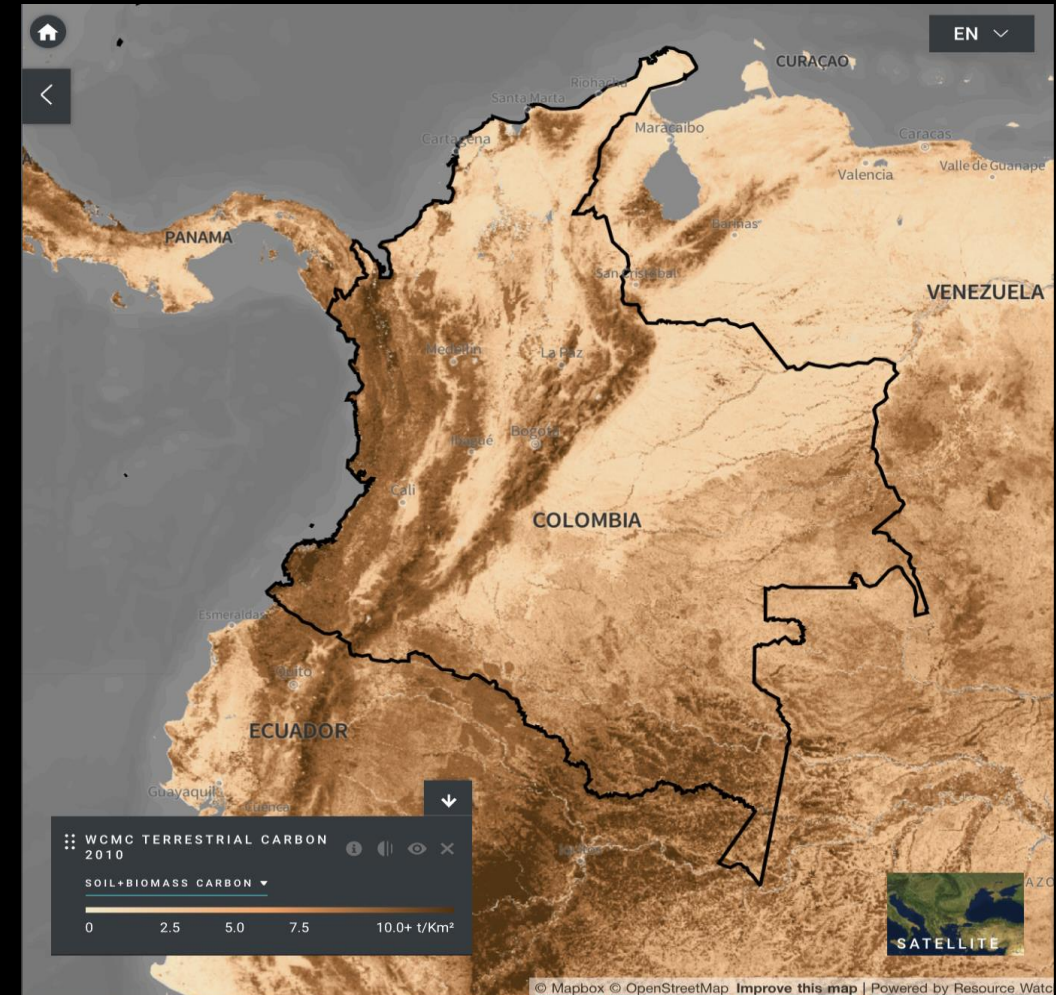 EN
CURAÇAO
Riohacha
Santa Marta
Cartagena
Maracaibo
Caracas
Valencia
Valle de Guanape
PANAMA
Barinas
San Cristóbal
VENEZUELA
Medellín
La Paz
Ibagué
Bogotá
Cali
COLOMBIA
Esmeraldas
Quito
ECUADOR
Guayaquil
Cuenca
WCMC TERRESTRIAL CARBON
2010
SOIL+BIOMASS CARBON
0 2.5 5.0 7.5 10.0+ t/Km²
AZO
SATELLITE
© Mapbox © OpenStreetMap Improve this map | Powered by Resource Watc